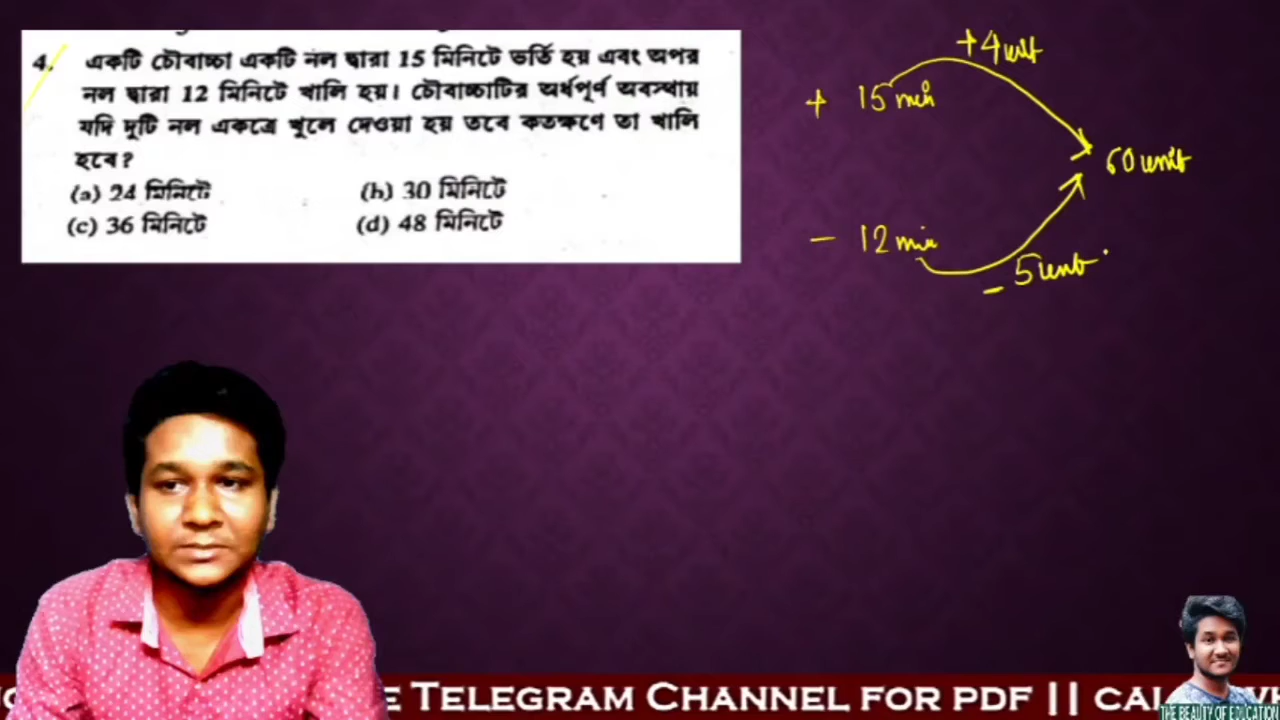 4. একটি চৌবাচ্চা একটি নল দ্বারা 15 মিনিটে ভর্তি হয় এবং অপর
নল দ্বারা 12 মিনিটে খালি হয়। চৌবাচ্চাটির অর্ধপূর্ণ অবস্থায়
যদি দুটি নল একত্রে খুলে দেওয়া হয় তবে কতক্ষণে তা খালি
হবে?
(a) 24 মিনিটে (b) 30 মিনিটে
(c) 36 মিনিটে (d) 48 মিনিটে
+4 unit
+ 15 min
60 unit
- 12 min
- 5 unit
E TELEGRAM CHANNEL FOR PDF ||
THE BEAUTY OF EDUCATION